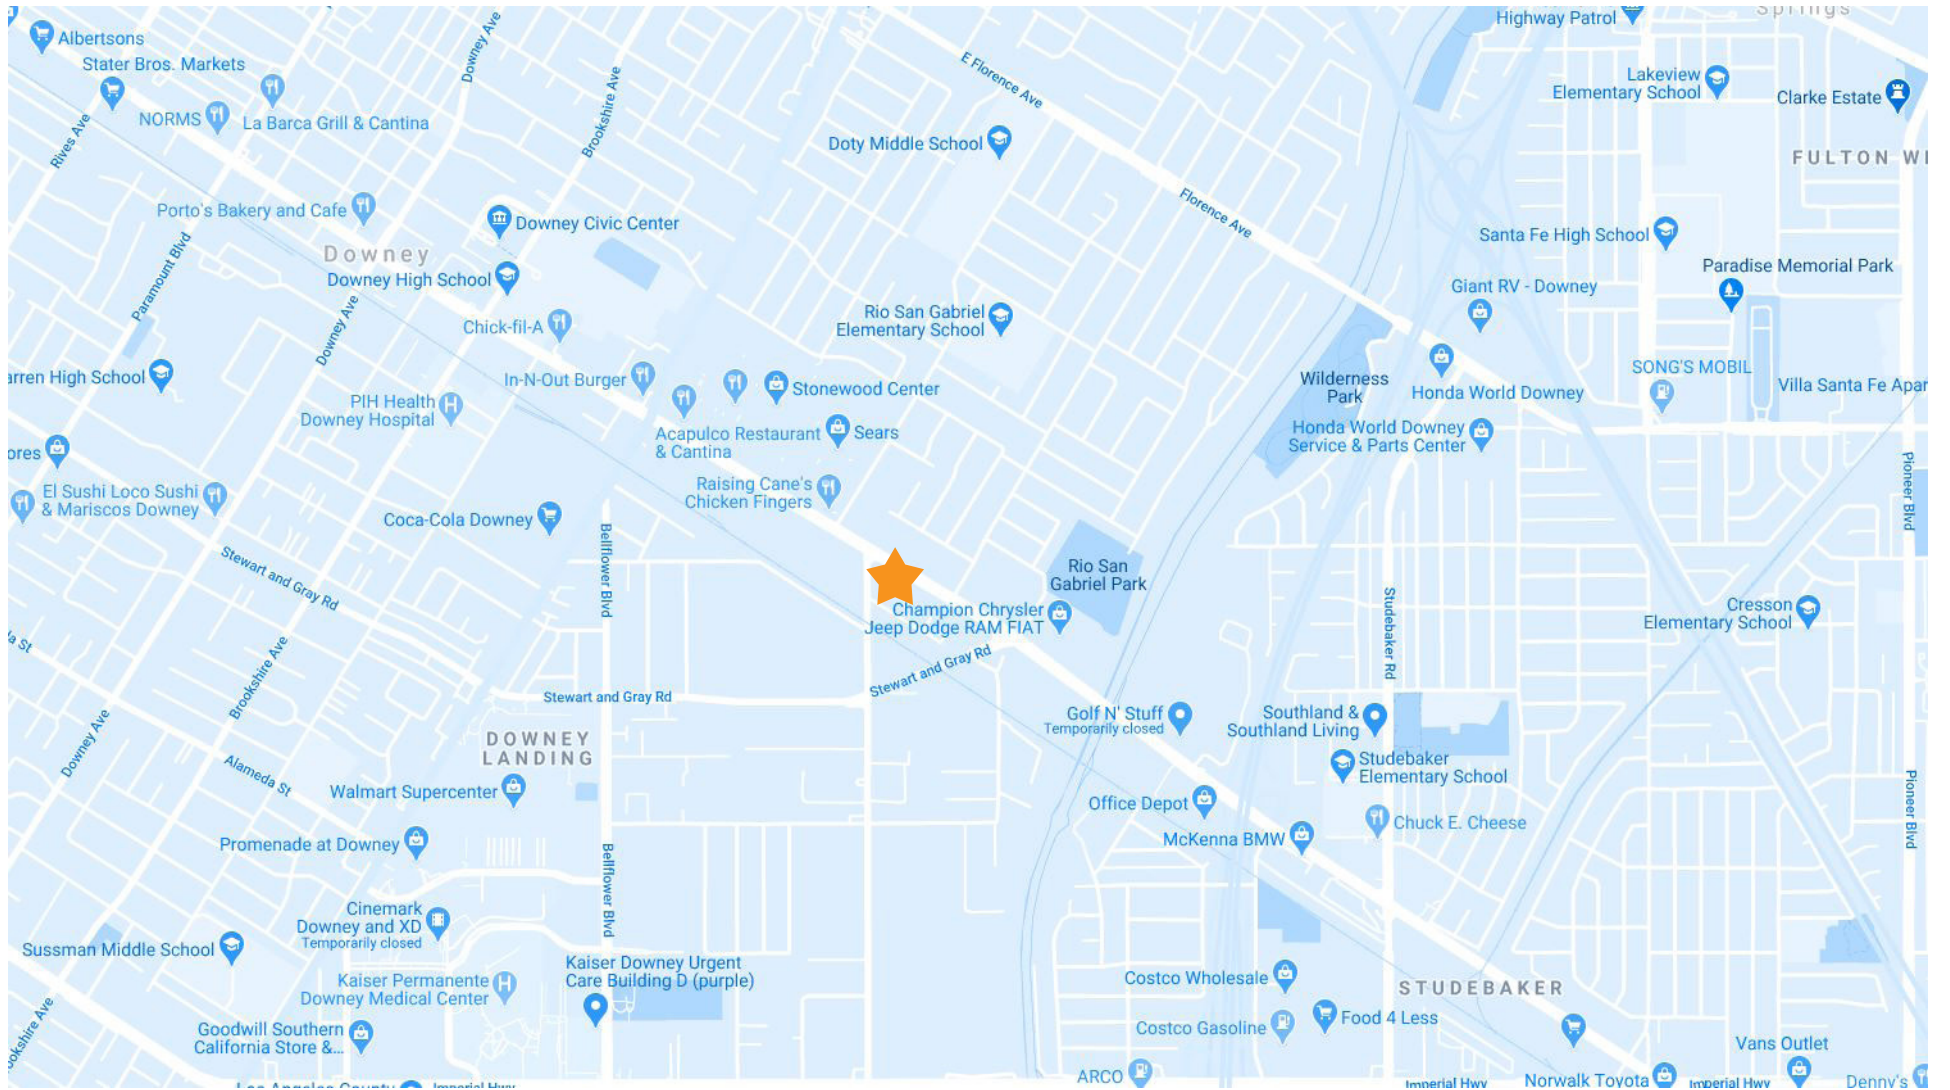 Highway Patrol
Springs
Albertsons
Stater Bros. Markets
Downey Ave
Brookshire Ave
E Florence Ave
Lakeview
Elementary School
Clarke Estate
NORMS
La Barca Grill & Cantina
Rives Ave
Doty Middle School
FULTON WE
Florence Ave
Porto's Bakery and Cafe
Downey Civic Center
Santa Fe High School
Downey
Paramount Blvd
Downey High School
Paradise Memorial Park
Giant RV - Downey
Rio San Gabriel
Elementary School
Chick-fil-A
Downey Ave
arren High School
In-N-Out Burger
Stonewood Center
Wilderness
Park
Honda World Downey
SONG'S MOBIL
Villa Santa Fe Apar
PIH Health
Downey Hospital
Acapulco Restaurant
& Cantina
Sears
Honda World Downey
Service & Parts Center
ores
El Sushi Loco Sushi
& Mariscos Downey
Raising Cane's
Chicken Fingers
Pioneer Blvd
Coca-Cola Downey
Bellflower Blvd
Stewart and Gray Rd
Rio San
Gabriel Park
Champion Chrysler
Jeep Dodge RAM FIAT
Studebaker Rd
Cresson
Elementary School
la St
Brookshire Ave
Stewart and Gray Rd
Stewart and Gray Rd
Golf N' Stuff
Temporarily closed
Southland &
Southland Living
Downey Ave
DOWNEY
LANDING
Alameda St
Walmart Supercenter
Studebaker
Elementary School
Office Depot
Pioneer Blvd
McKenna BMW
Chuck E. Cheese
Promenade at Downey
Bellflower Blvd
Cinemark
Downey and XD
Temporarily closed
Sussman Middle School
Kaiser Permanente
Downey Medical Center
Kaiser Downey Urgent
Care Building D (purple)
Costco Wholesale
STUDEBAKER
Costco Gasoline
Food 4 Less
ookshire Ave
Goodwill Southern
California Store &...
Vans Outlet
ARCO
Los Angeles County
Imperial Hwy
Imperial Hwy
Norwalk Toyota
Imperial Hwy
Denny's